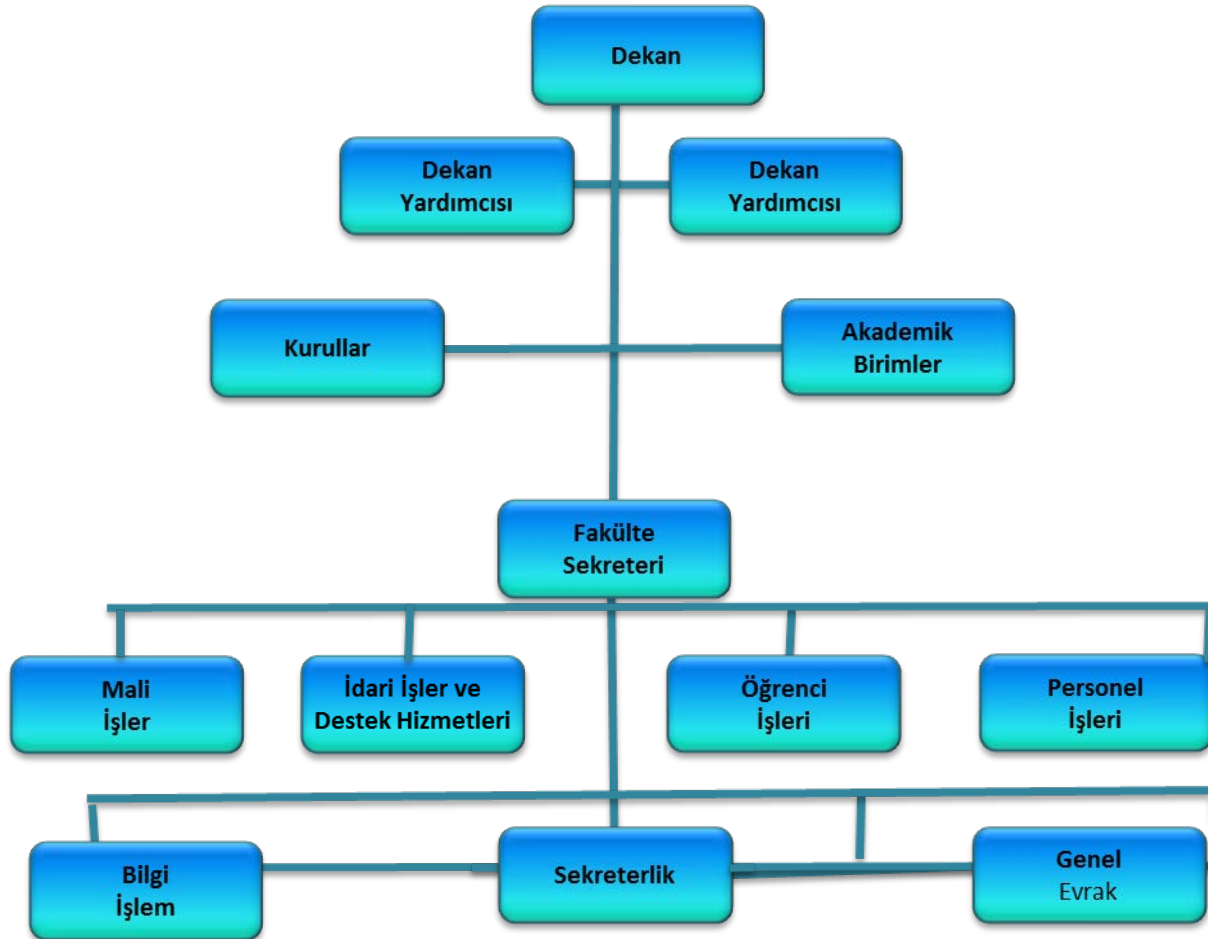 Dekan
Dekan
Yardımcısı
Dekan
Yardımcısı
Kurullar
Akademik
Birimler
Fakülte
Sekreteri
Mali
İşler
İdari İşler ve
Destek Hizmetleri
Öğrenci
İşleri
Personel
İşleri
Bilgi
İşlem
Sekreterlik
Genel
Evrak